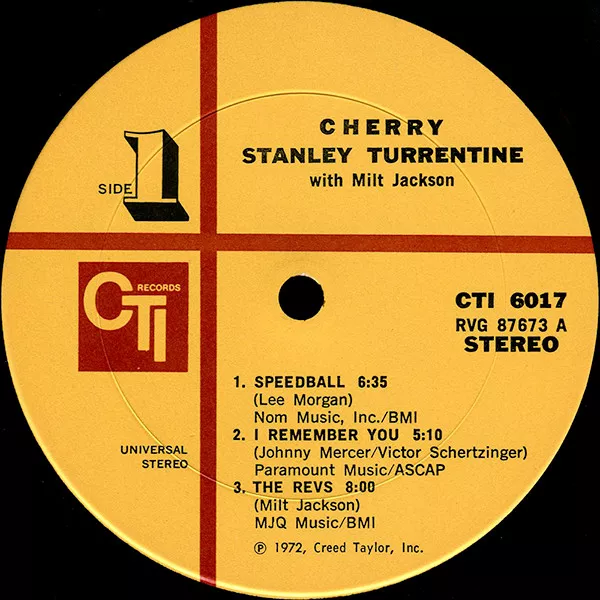 SIDE 1
CHERRY
STANLEY TURRENTINE
with Milt Jackson
CTI RECORDS
CTI 6017
RVG 87673 A
STEREO
1. SPEEDBALL 6:35
(Lee Morgan)
Nom Music, Inc./BMI
2. I REMEMBER YOU 5:10
(Johnny Mercer/Victor Schertzinger)
Paramount Music/ASCAP
3. THE REVS 8:00
(Milt Jackson)
MJQ Music/BMI
UNIVERSAL
STEREO
℗ 1972, Creed Taylor, Inc.